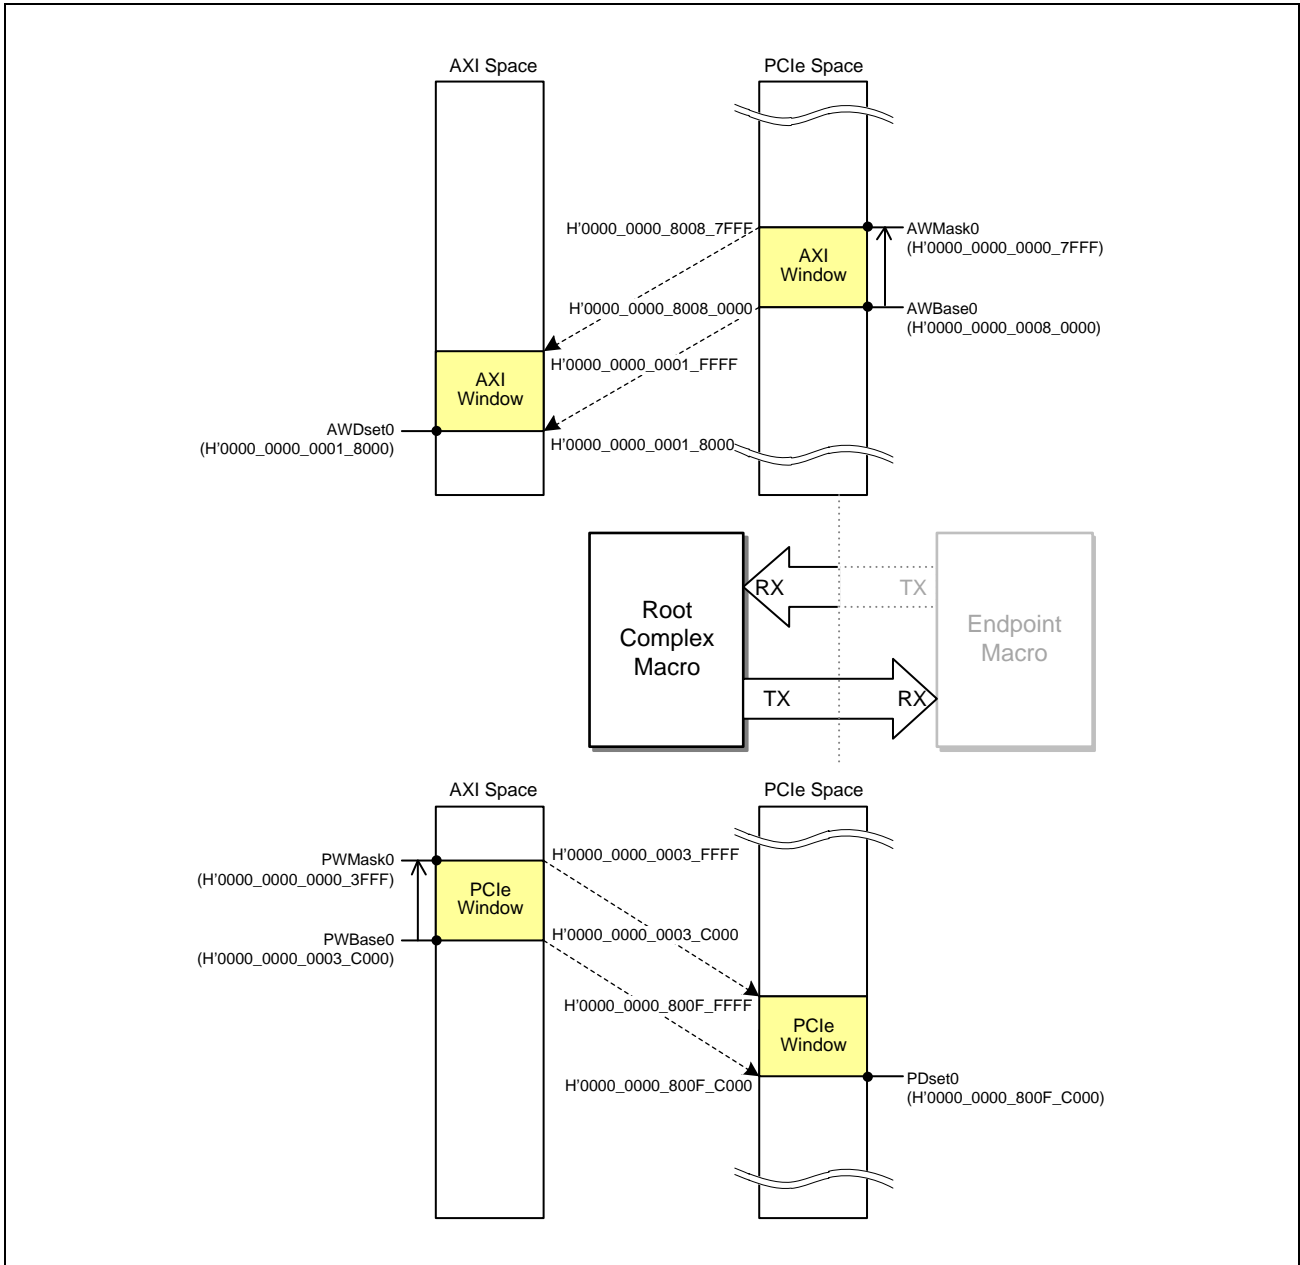 AXI Space
PCIe Space
H'0000_0000_8008_7FFF
AWMask0
(H'0000_0000_0000_7FFF)
AXI
Window
H'0000_0000_8008_0000
AWBase0
(H'0000_0000_0008_0000)
H'0000_0000_0001_FFFF
AXI
Window
AWDset0
(H'0000_0000_0001_8000)
H'0000_0000_0001_8000
Root
Complex
Macro
RX
TX
Endpoint
Macro
TX
RX
AXI Space
PCIe Space
PWMask0
(H'0000_0000_0000_3FFF)
H'0000_0000_0003_FFFF
PCIe
Window
PWBase0
(H'0000_0000_0003_C000)
H'0000_0000_0003_C000
H'0000_0000_800F_FFFF
PCIe
Window
H'0000_0000_800F_C000
PDset0
(H'0000_0000_800F_C000)